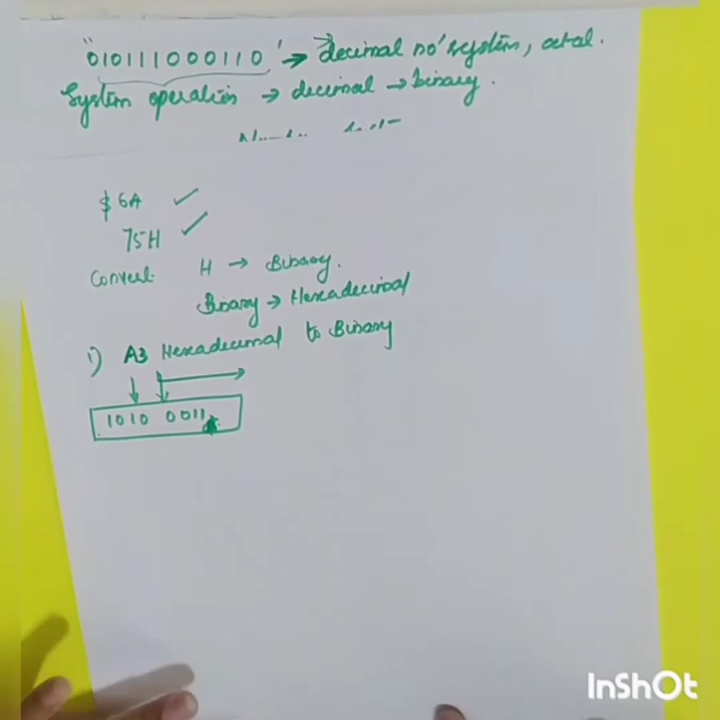 "010111000110' → decimal no' system, octal.
System operation → decimal → binary.
$ 6A ✓
75H ✓
Convert H → Binary.
Binary → Hexadecimal
1) A3 Hexadecimal to Binary
1010 0011
InShOt